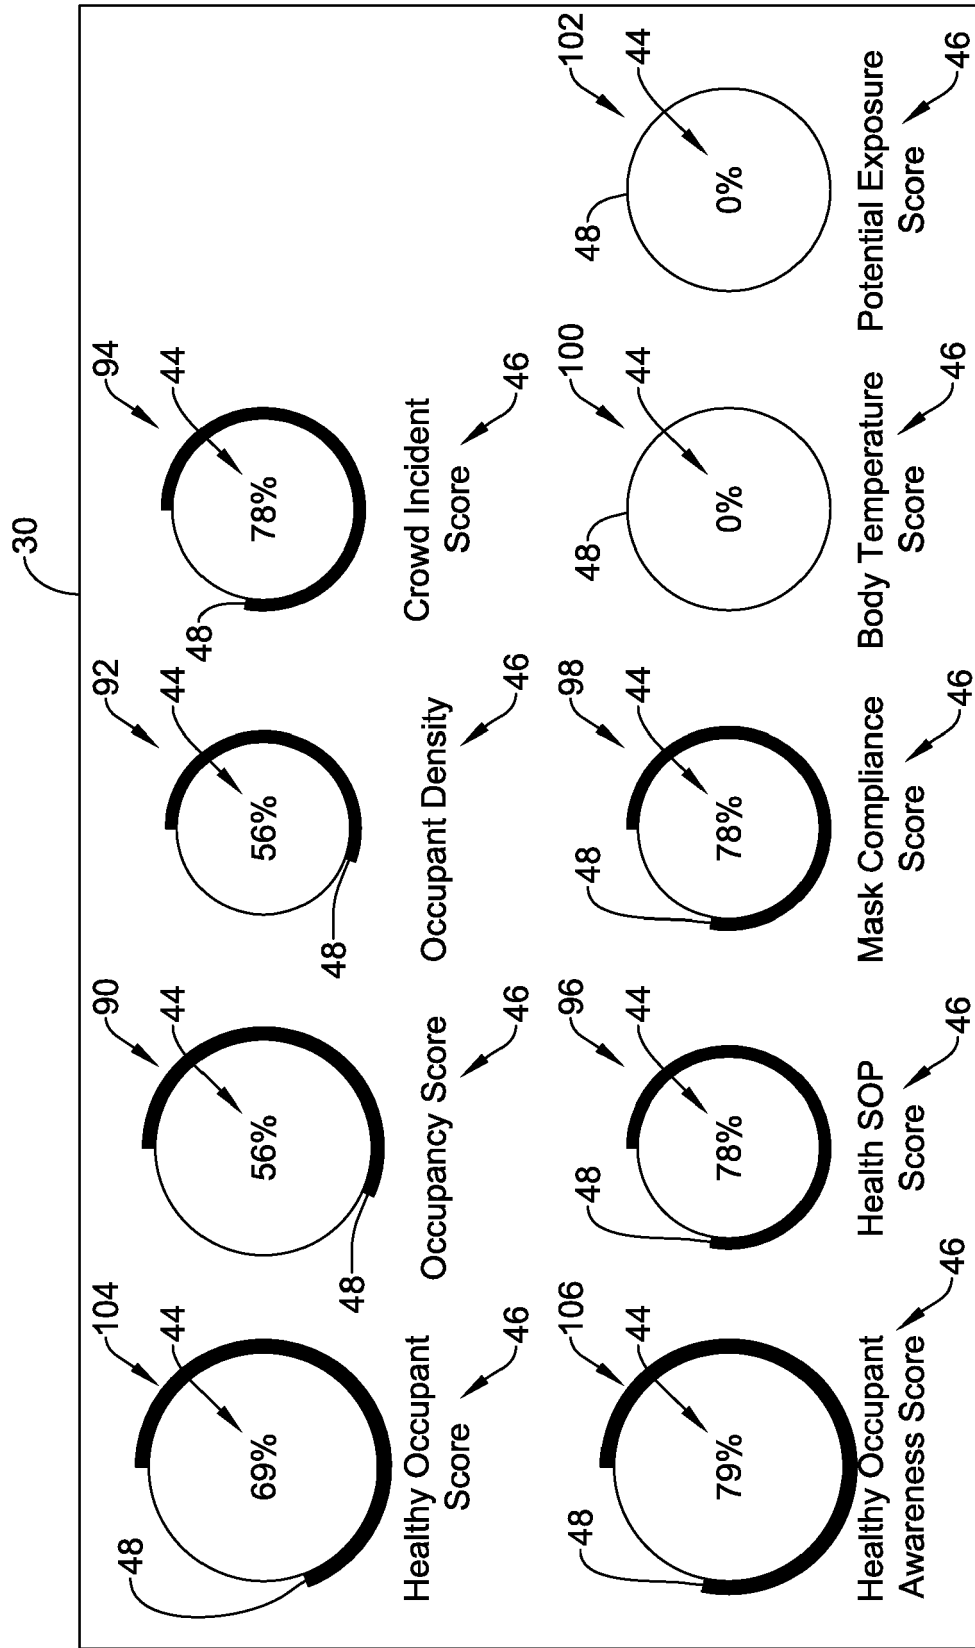 30
104
44
69%
48
Healthy Occupant
Score
46
90
44
56%
48
Occupancy Score
46
92
44
56%
48
Occupant Density
46
94
44
78%
48
Crowd Incident
Score
46
106
44
79%
48
Healthy Occupant
Awareness Score
46
96
44
78%
48
Health SOP
Score
46
98
44
78%
48
Mask Compliance
Score
46
100
44
0%
48
Body Temperature
Score
46
102
44
0%
48
Potential Exposure
Score
46